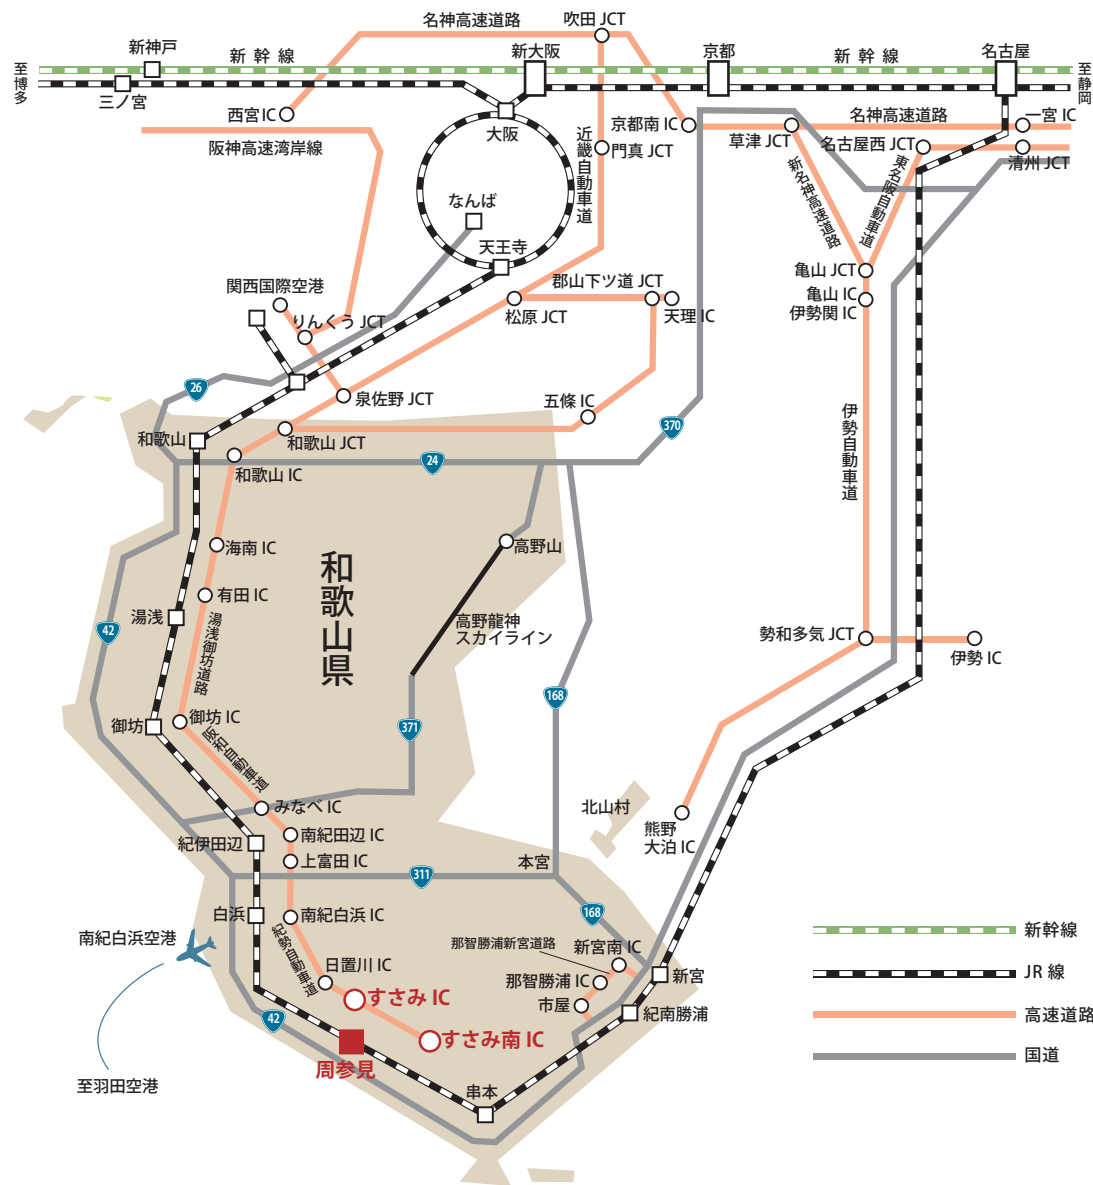 名神高速道路
吹田 JCT
新神戸
新幹線
新大阪
京都
新幹線
名古屋
至博多
至静岡
三ノ宮
西宮 IC
大阪
京都南 IC
名神高速道路
一宮 IC
阪神高速湾岸線
近畿自動車道
門真 JCT
草津 JCT
名古屋西 JCT
清州 JCT
新名神高速道路
東名阪自動車道
なんば
天王寺
関西国際空港
郡山下ツ道 JCT
亀山 JCT
亀山 IC
伊勢関 IC
りんくう JCT
松原 JCT
天理 IC
26
泉佐野 JCT
五條 IC
伊勢自動車道
370
和歌山
和歌山 JCT
24
和歌山 IC
海南 IC
高野山
和歌山県
有田 IC
湯浅
湯浅御坊道路
高野龍神
スカイライン
42
勢和多気 JCT
伊勢 IC
168
御坊
御坊 IC
371
阪和自動車道
みなべ IC
北山村
熊野
大泊 IC
紀伊田辺
南紀田辺 IC
上富田 IC
本宮
311
白浜
南紀白浜 IC
168
南紀白浜空港
紀勢自動車道
那智勝浦新宮道路
新宮南 IC
新幹線
日置川 IC
那智勝浦 IC
新宮
JR 線
すさみ IC
市屋
紀南勝浦
高速道路
42
すさみ南 IC
国道
周参見
至羽田空港
串本